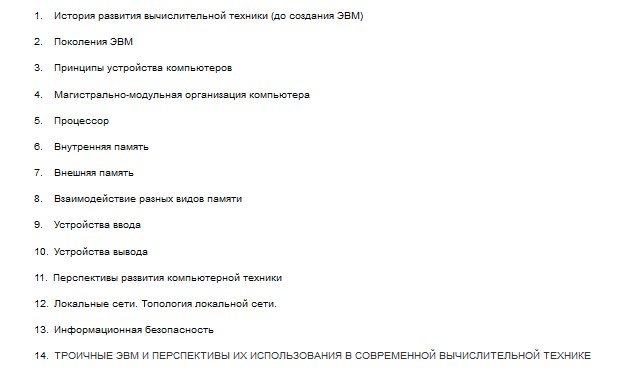 1. История развития вычислительной техники (до создания ЭВМ)
2. Поколения ЭВМ
3. Принципы устройства компьютеров
4. Магистрально-модульная организация компьютера
5. Процессор
6. Внутренняя память
7. Внешняя память
8. Взаимодействие разных видов памяти
9. Устройства ввода
10. Устройства вывода
11. Перспективы развития компьютерной техники
12. Локальные сети. Топология локальной сети.
13. Информационная безопасность
14. ТРОИЧНЫЕ ЭВМ И ПЕРСПЕКТИВЫ ИХ ИСПОЛЬЗОВАНИЯ В СОВРЕМЕННОЙ ВЫЧИСЛИТЕЛЬНОЙ ТЕХНИКЕ